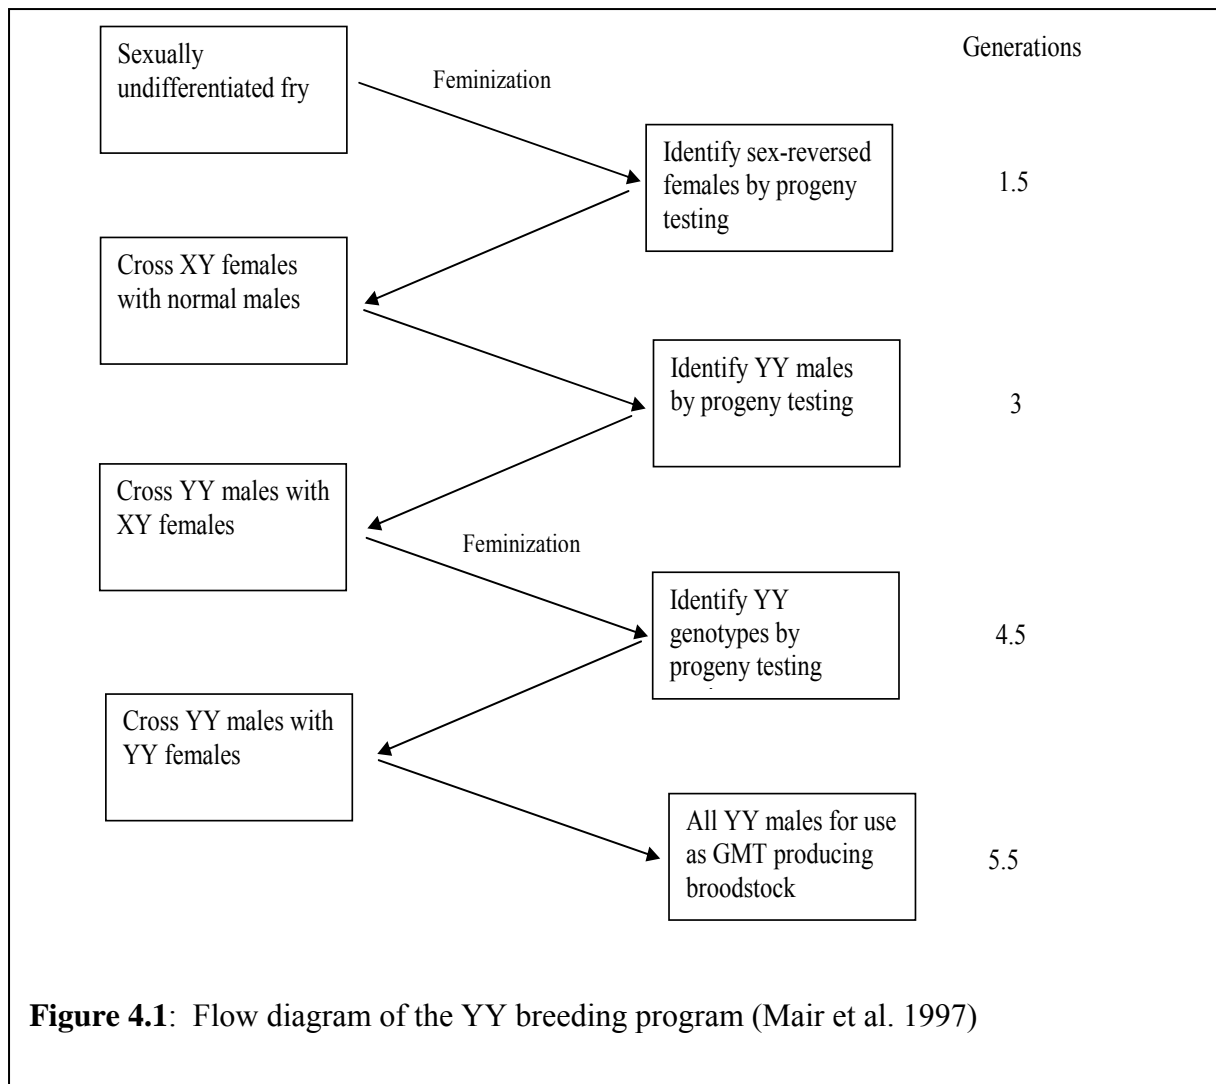 Generations
Sexually
undifferentiated fry
Feminization
Identify sex-reversed
females by progeny
testing
1.5
Cross XY females
with normal males
Identify YY males
by progeny testing
3
Cross YY males with
XY females
Feminization
Identify YY
genotypes by
progeny testing
4.5
Cross YY males with
YY females
All YY males for use
as GMT producing
broodstock
5.5
Figure 4.1: Flow diagram of the YY breeding program (Mair et al. 1997)